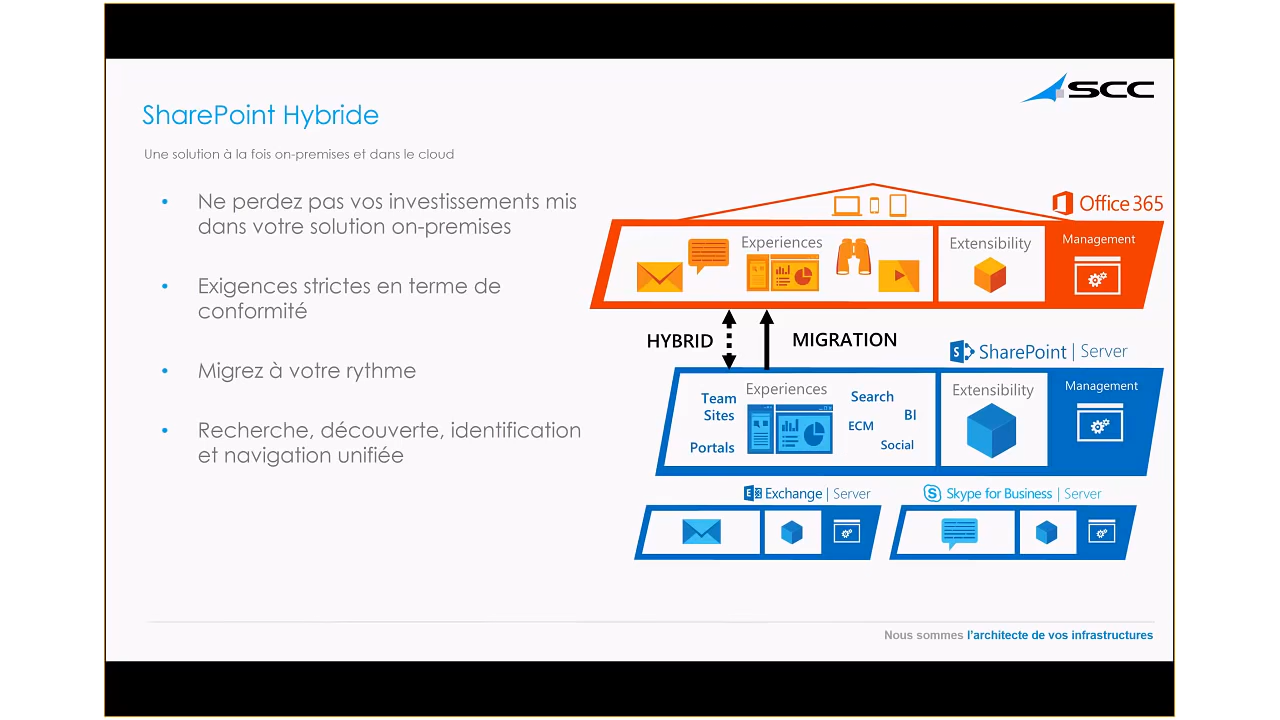 SCC
SharePoint Hybride
Une solution à la fois on-premises et dans le cloud
• Ne perdez pas vos investissements mis
dans votre solution on-premises
• Exigences strictes en terme de
conformité
• Migrez à votre rythme
• Recherche, découverte, identification
et navigation unifiée
Office 365
Experiences
Extensibility
Management
HYBRID
MIGRATION
SharePoint | Server
Experiences
Team
Sites
Portals
Search
BI
ECM
Social
Extensibility
Management
Exchange | Server
Skype for Business | Server
Nous sommes l'architecte de vos infrastructures